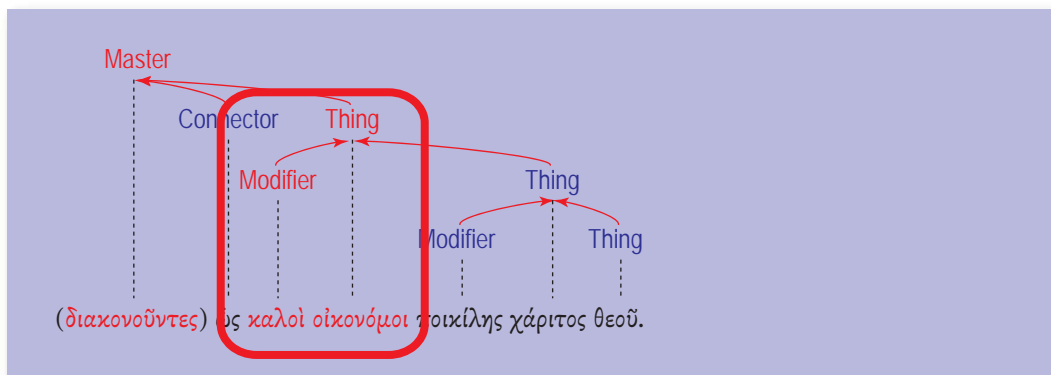 Master
Connector Thing
Modifier Thing
Modifier Thing
(διακονοῦντες) ὡς καλοὶ οἰκονόμοι ποικίλης χάριτος θεοῦ.